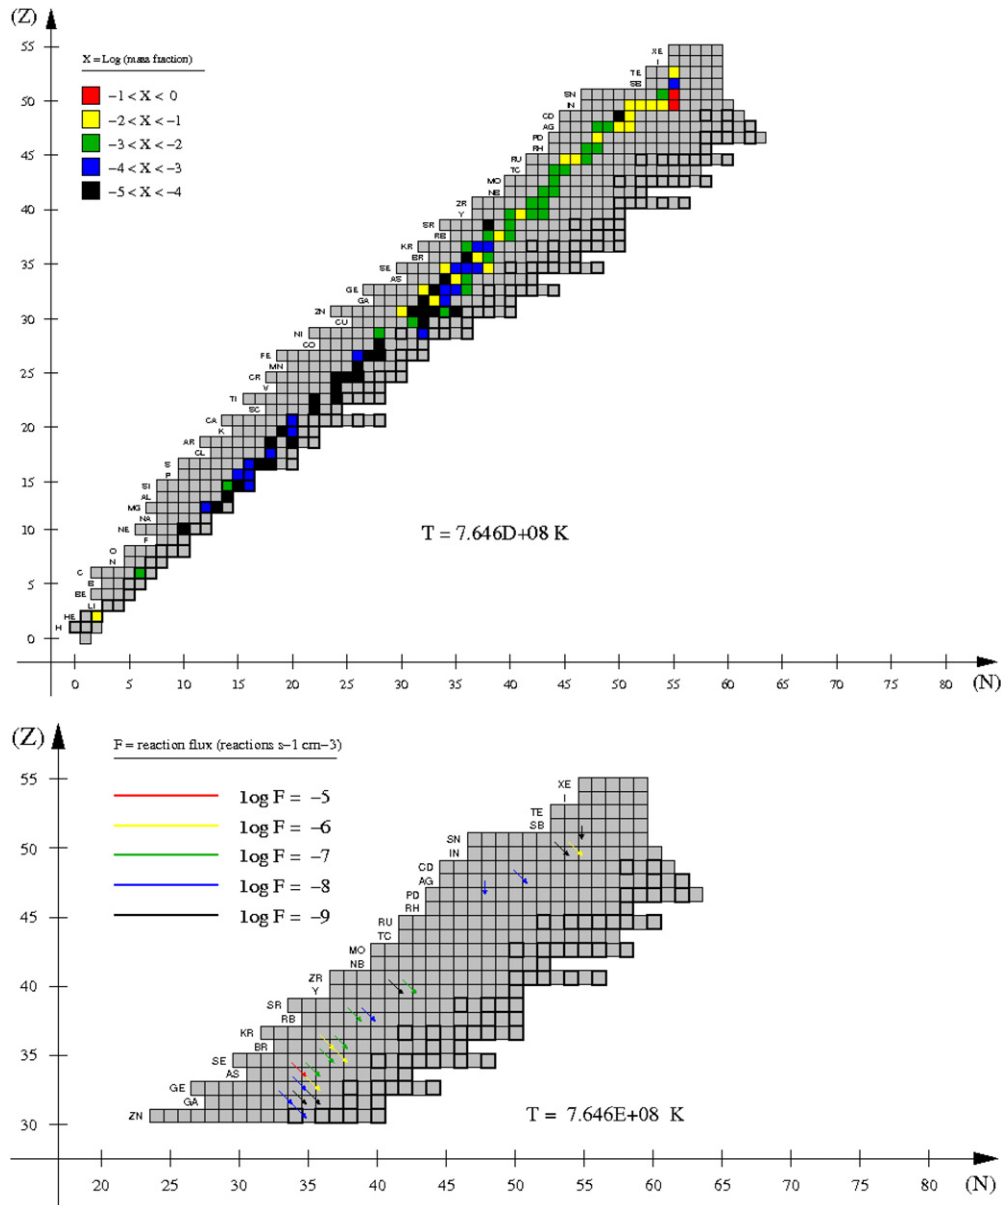 (Z)
X = Log (mass fraction)
−1 < X < 0
−2 < X < −1
−3 < X < −2
−4 < X < −3
−5 < X < −4
55
50
45
40
35
30
25
20
15
10
5
0
XE
I
TE
SB
SN
IN
CD
AG
PD
RH
RU
TC
MO
NB
ZR
Y
SR
RB
KR
BR
SE
AS
GE
GA
ZN
CU
NI
CO
FE
MN
CR
V
TI
SC
CA
K
AR
CL
S
P
SI
AL
MG
NA
NE
F
O
N
C
B
BE
LI
HE
H
T = 7.646D+08 K
0 5 10 15 20 25 30 35 40 45 50 55 60 65 70 75 80 (N)
(Z)
F = reaction flux (reactions s−1 cm−3)
log F = −5
log F = −6
log F = −7
log F = −8
log F = −9
55
50
45
40
35
30
XE
I
TE
SB
SN
IN
CD
AG
PD
RH
RU
TC
MO
NB
ZR
Y
SR
RB
KR
BR
SE
AS
GE
GA
ZN
T = 7.646E+08 K
20 25 30 35 40 45 50 55 60 65 70 75 80 (N)